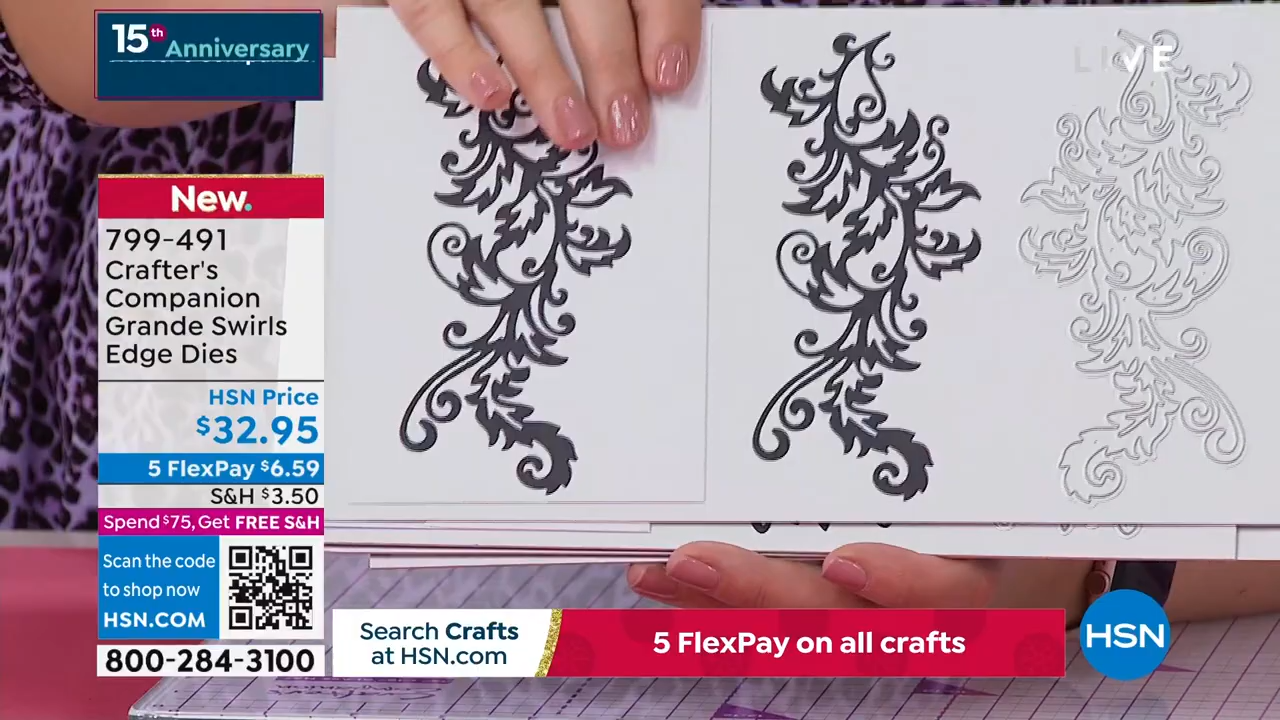 15th Anniversary
LIVE
New.
799-491
Crafter's
Companion
Grande Swirls
Edge Dies
HSN Price
$32.95
5 FlexPay $6.59
S&H $3.50
Spend $75, Get FREE S&H
Scan the code
to shop now
HSN.COM
800-284-3100
Search Crafts
at HSN.com
5 FlexPay on all crafts
HSN